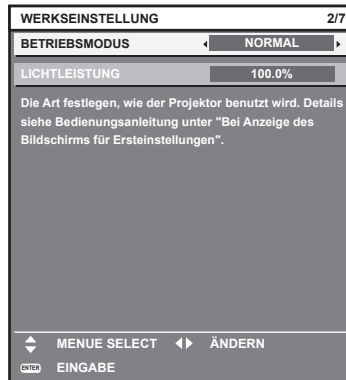 WERKSEINSTELLUNG 2/7
BETRIEBSMODUS NORMAL
LICHTLEISTUNG 100.0%
Die Art festlegen, wie der Projektor benutzt wird. Details
siehe Bedienungsanleitung unter "Bei Anzeige des
Bildschirms für Ersteinstellungen".
MENUE SELECT ÄNDERN
ENTER EINGABE